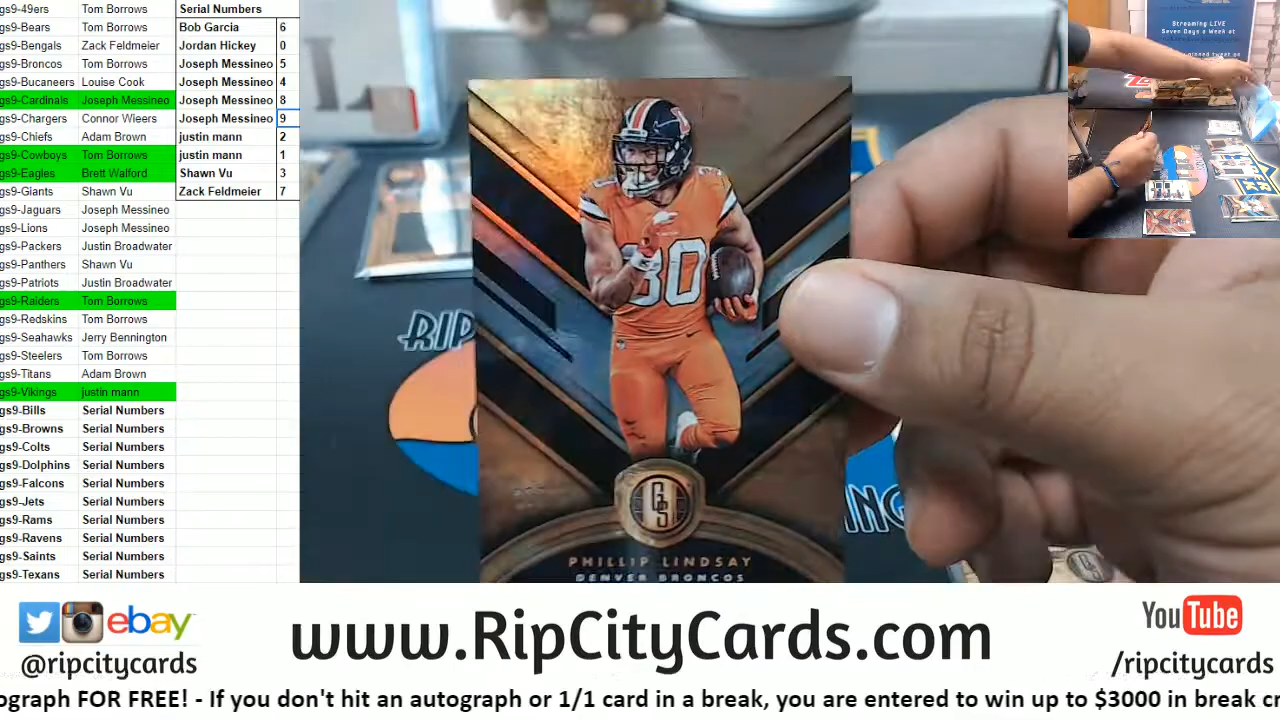 gs9-49ers Tom Borrows Serial Numbers
gs9-Bears Tom Borrows Bob Garcia 6
gs9-Bengals Zack Feldmeier Jordan Hickey 0
gs9-Broncos Tom Borrows Joseph Messineo 5
gs9-Bucaneers Louise Cook Joseph Messineo 4
gs9-Cardinals Joseph Messineo Joseph Messineo 8
gs9-Chargers Connor Wieers Joseph Messineo 9
gs9-Chiefs Adam Brown justin mann 2
gs9-Cowboys Tom Borrows justin mann 1
gs9-Eagles Brett Walford Shawn Vu 3
gs9-Giants Shawn Vu Zack Feldmeier 7
gs9-Jaguars Joseph Messineo
gs9-Lions Joseph Messineo
gs9-Packers Justin Broadwater
gs9-Panthers Shawn Vu
gs9-Patriots Justin Broadwater
gs9-Raiders Tom Borrows
gs9-Redskins Tom Borrows
gs9-Seahawks Jerry Bennington
gs9-Steelers Tom Borrows
gs9-Titans Adam Brown
gs9-Vikings justin mann
gs9-Bills Serial Numbers
gs9-Browns Serial Numbers
gs9-Colts Serial Numbers
gs9-Dolphins Serial Numbers
gs9-Falcons Serial Numbers
gs9-Jets Serial Numbers
gs9-Rams Serial Numbers
gs9-Ravens Serial Numbers
gs9-Saints Serial Numbers
gs9-Texans Serial Numbers
Streaming LIVE
Seven Days a Week at
pinned tweet on
RIP
30
GS
PHILLIP LINDSAY
DENVER BRONCOS
ebay
@ripcitycards
www.RipCityCards.com
YouTube
/ripcitycards
ograph FOR FREE! - If you don't hit an autograph or 1/1 card in a break, you are entered to win up to $3000 in break cr